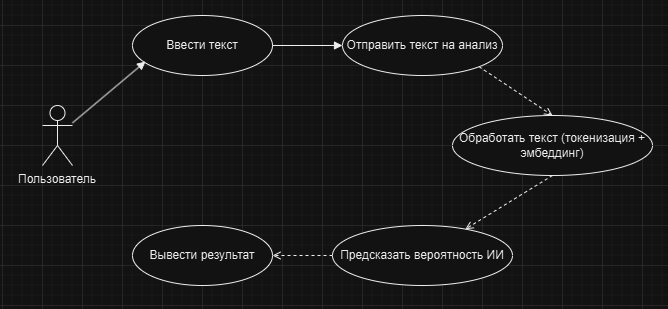 Ввести текст
Отправить текст на анализ
Обработать текст (токенизация +
эмбеддинг)
Пользователь
Вывести результат
Предсказать вероятность ИИ